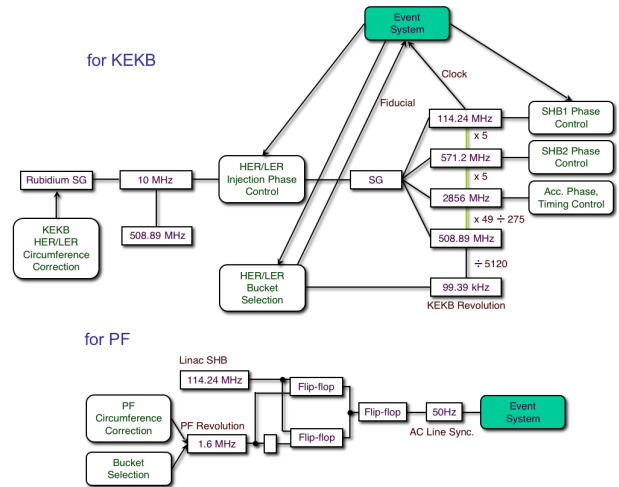 Event
System
for KEKB
Clock
Fiducial
114.24 MHz
SHB1 Phase
Control
x 5
HER/LER
Injection Phase
Control
571.2 MHz
SHB2 Phase
Control
Rubidium SG
10 MHz
SG
x 5
2856 MHz
Acc. Phase,
Timing Control
x 49 ÷ 275
KEKB
HER/LER
Circumference
Correction
508.89 MHz
508.89 MHz
÷ 5120
HER/LER
Bucket
Selection
99.39 kHz
KEKB Revolution
for PF
Linac SHB
114.24 MHz
Flip-flop
PF
Circumference
Correction
PF Revolution
Flip-flop
50Hz
Event
System
1.6 MHz
Flip-flop
AC Line Sync.
Bucket
Selection